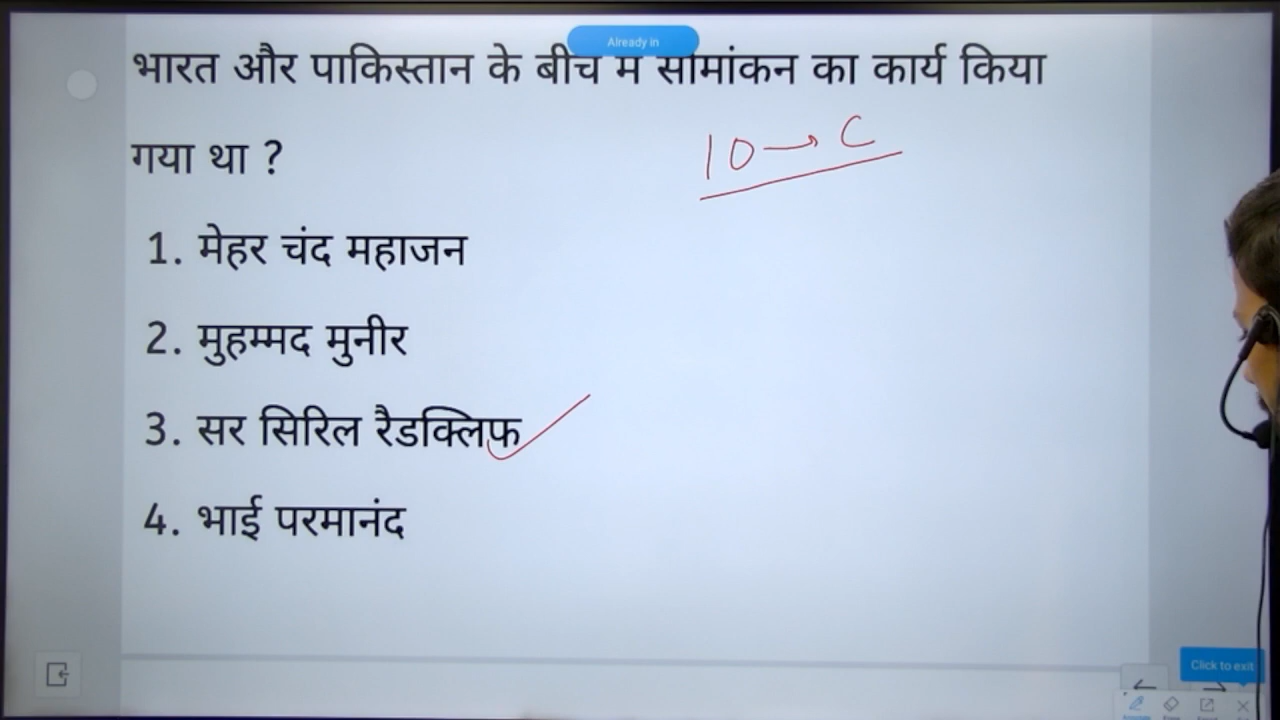 Already in
भारत और पाकिस्तान के बीच में सीमांकन का कार्य किया
गया था ?
10 → C
1. मेहर चंद महाजन
2. मुहम्मद मुनीर
3. सर सिरिल रैडक्लिफ
4. भाई परमानंद
Click to exit